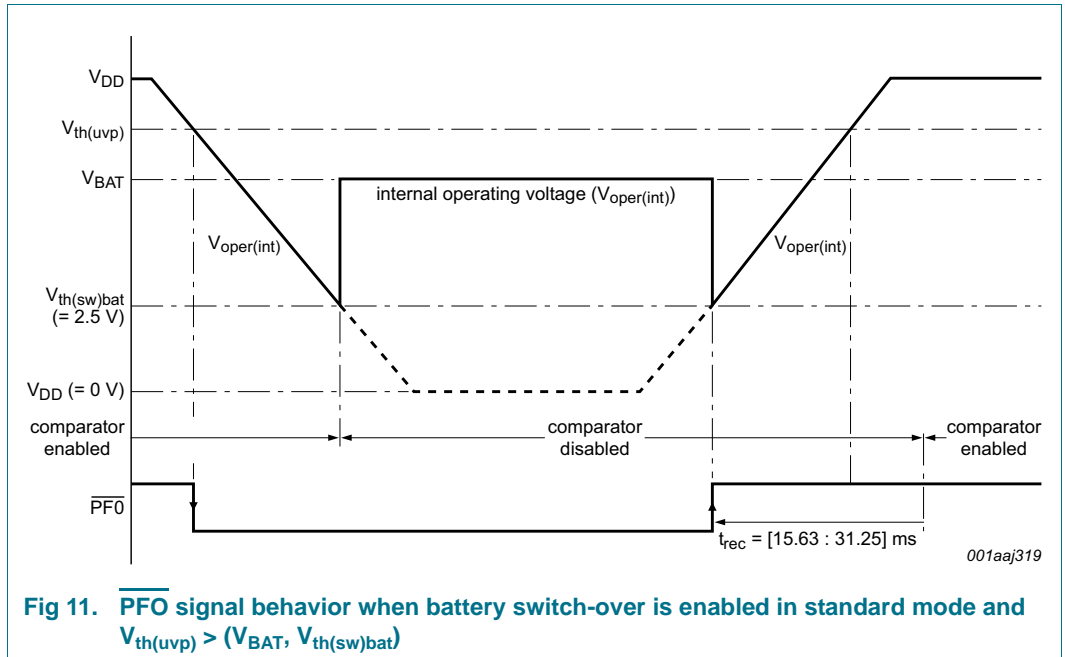 VDD
Vth(uvp)
VBAT
internal operating voltage (Voper(int))
Voper(int)
Voper(int)
Vth(sw)bat
(= 2.5 V)
VDD (= 0 V)
comparator
enabled
comparator
disabled
comparator
enabled
PF0
trec = [15.63 : 31.25] ms
001aaj319
Fig 11. PFO signal behavior when battery switch-over is enabled in standard mode and
Vth(uvp) > (VBAT, Vth(sw)bat)